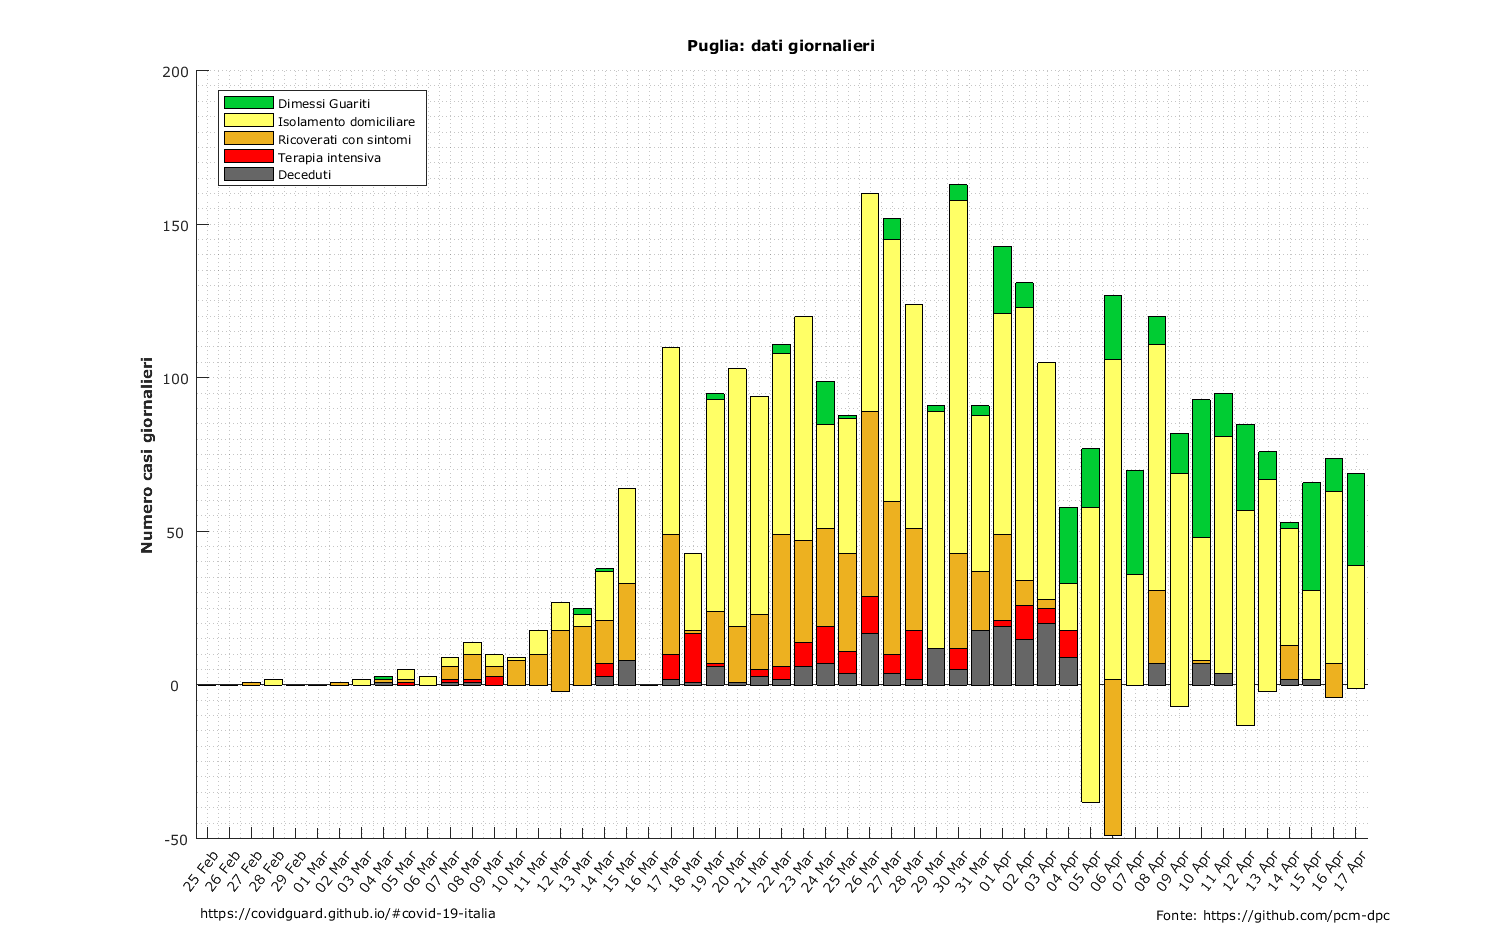 Puglia: dati giornalieri
200
150
100
50
0
-50
Numero casi giornalieri
Dimessi Guariti
Isolamento domiciliare
Ricoverati con sintomi
Terapia intensiva
Deceduti
25 Feb
26 Feb
27 Feb
28 Feb
29 Feb
01 Mar
02 Mar
03 Mar
04 Mar
05 Mar
06 Mar
07 Mar
08 Mar
09 Mar
10 Mar
11 Mar
12 Mar
13 Mar
14 Mar
15 Mar
16 Mar
17 Mar
18 Mar
19 Mar
20 Mar
21 Mar
22 Mar
23 Mar
24 Mar
25 Mar
26 Mar
27 Mar
28 Mar
29 Mar
30 Mar
31 Mar
01 Apr
02 Apr
03 Apr
04 Apr
05 Apr
06 Apr
07 Apr
08 Apr
09 Apr
10 Apr
11 Apr
12 Apr
13 Apr
14 Apr
15 Apr
16 Apr
17 Apr
https://covidguard.github.io/#covid-19-italia
Fonte: https://github.com/pcm-dpc